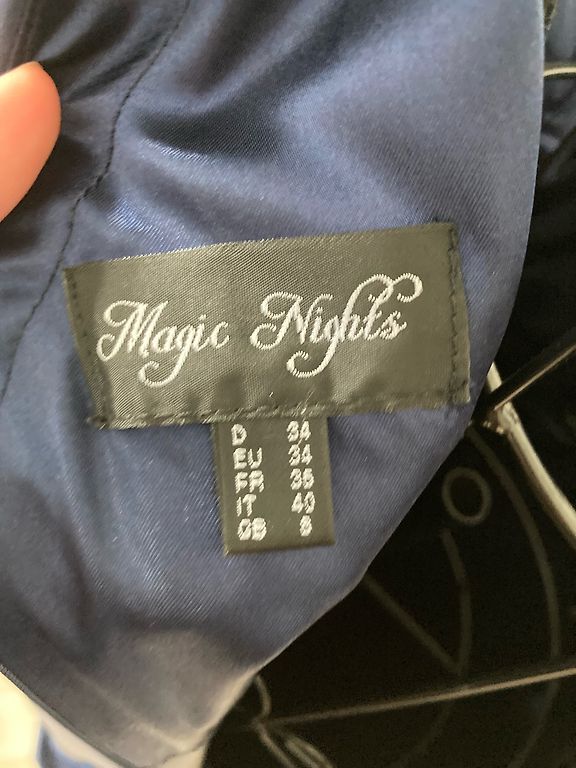 Magic Nights
D 34
EU 34
FR 36
IT 40
GB 8